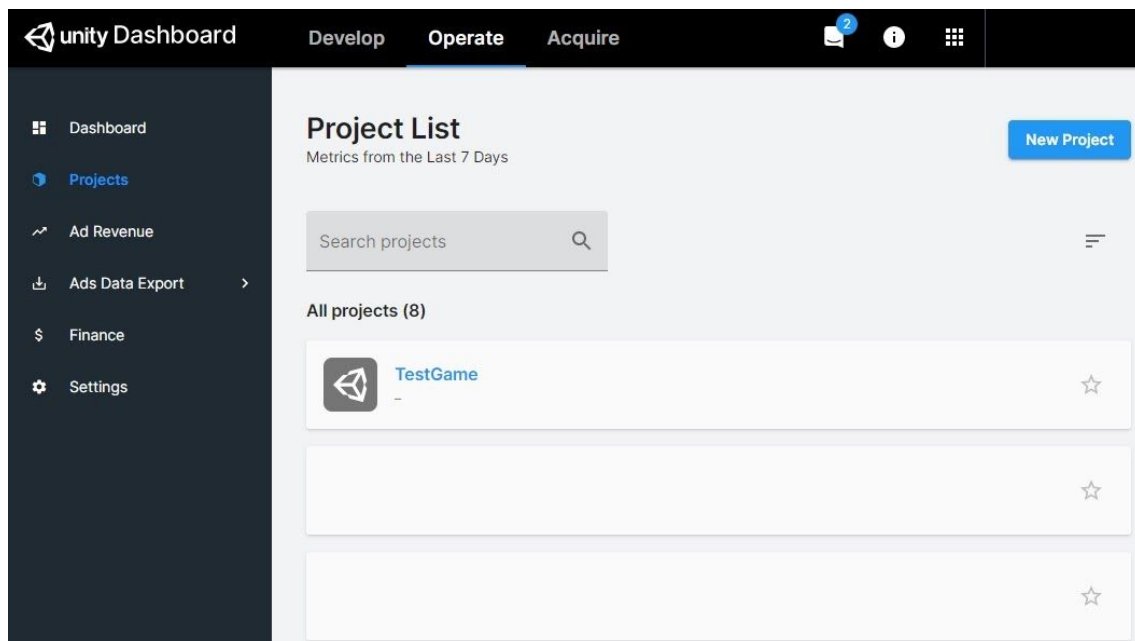 unity Dashboard
Develop
Operate
Acquire
2
Dashboard
Projects
Ad Revenue
Ads Data Export
Finance
Settings
Project List
Metrics from the Last 7 Days
New Project
Search projects
All projects (8)
TestGame
–